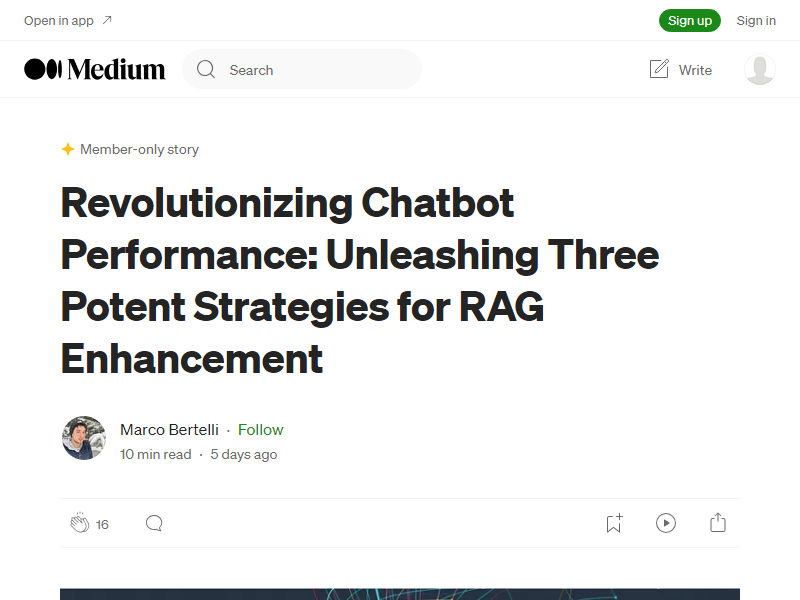 Open in app
Sign up
Sign in
Medium
Search
Write
Member-only story
Revolutionizing Chatbot
Performance: Unleashing Three
Potent Strategies for RAG
Enhancement
Marco Bertelli · Follow
10 min read · 5 days ago
16